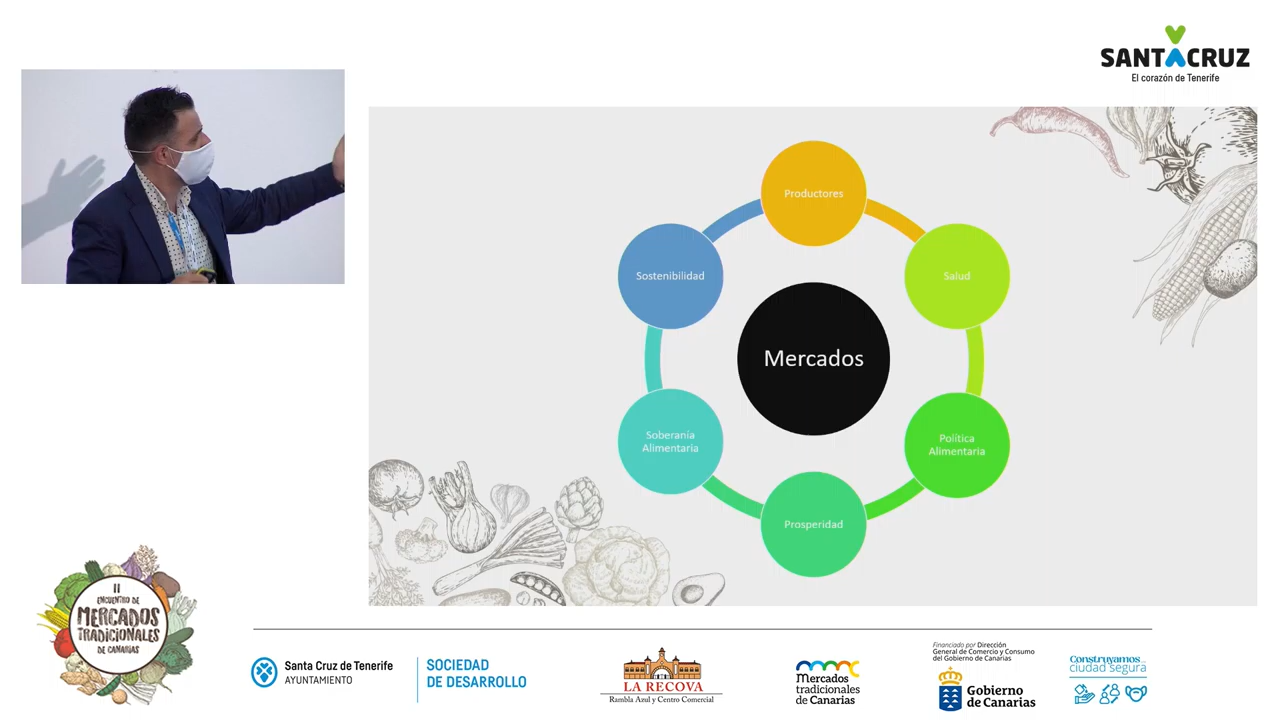 SANTACRUZ
El corazón de Tenerife
Productores
Sostenibilidad
Salud
Mercados
Soberanía
Alimentaria
Política
Alimentaria
Prosperidad
II
ENCUENTRO DE
MERCADOS
TRADICIONALES
DE CANARIAS
Santa Cruz de Tenerife
AYUNTAMIENTO
SOCIEDAD
DE DESARROLLO
LA RECOVA
Rambla Azul y Centro Comercial
Mercados
tradicionales
de Canarias
Financiado por Dirección
General de Comercio y Consumo
del Gobierno de Canarias
Gobierno
de Canarias
Construyamos
ciudad segura